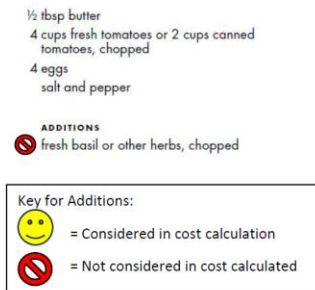 ½ tbsp butter
4 cups fresh tomatoes or 2 cups canned
tomatoes, chopped
4 eggs
salt and pepper
ADDITIONS
fresh basil or other herbs, chopped
Key for Additions:
= Considered in cost calculation
= Not considered in cost calculated